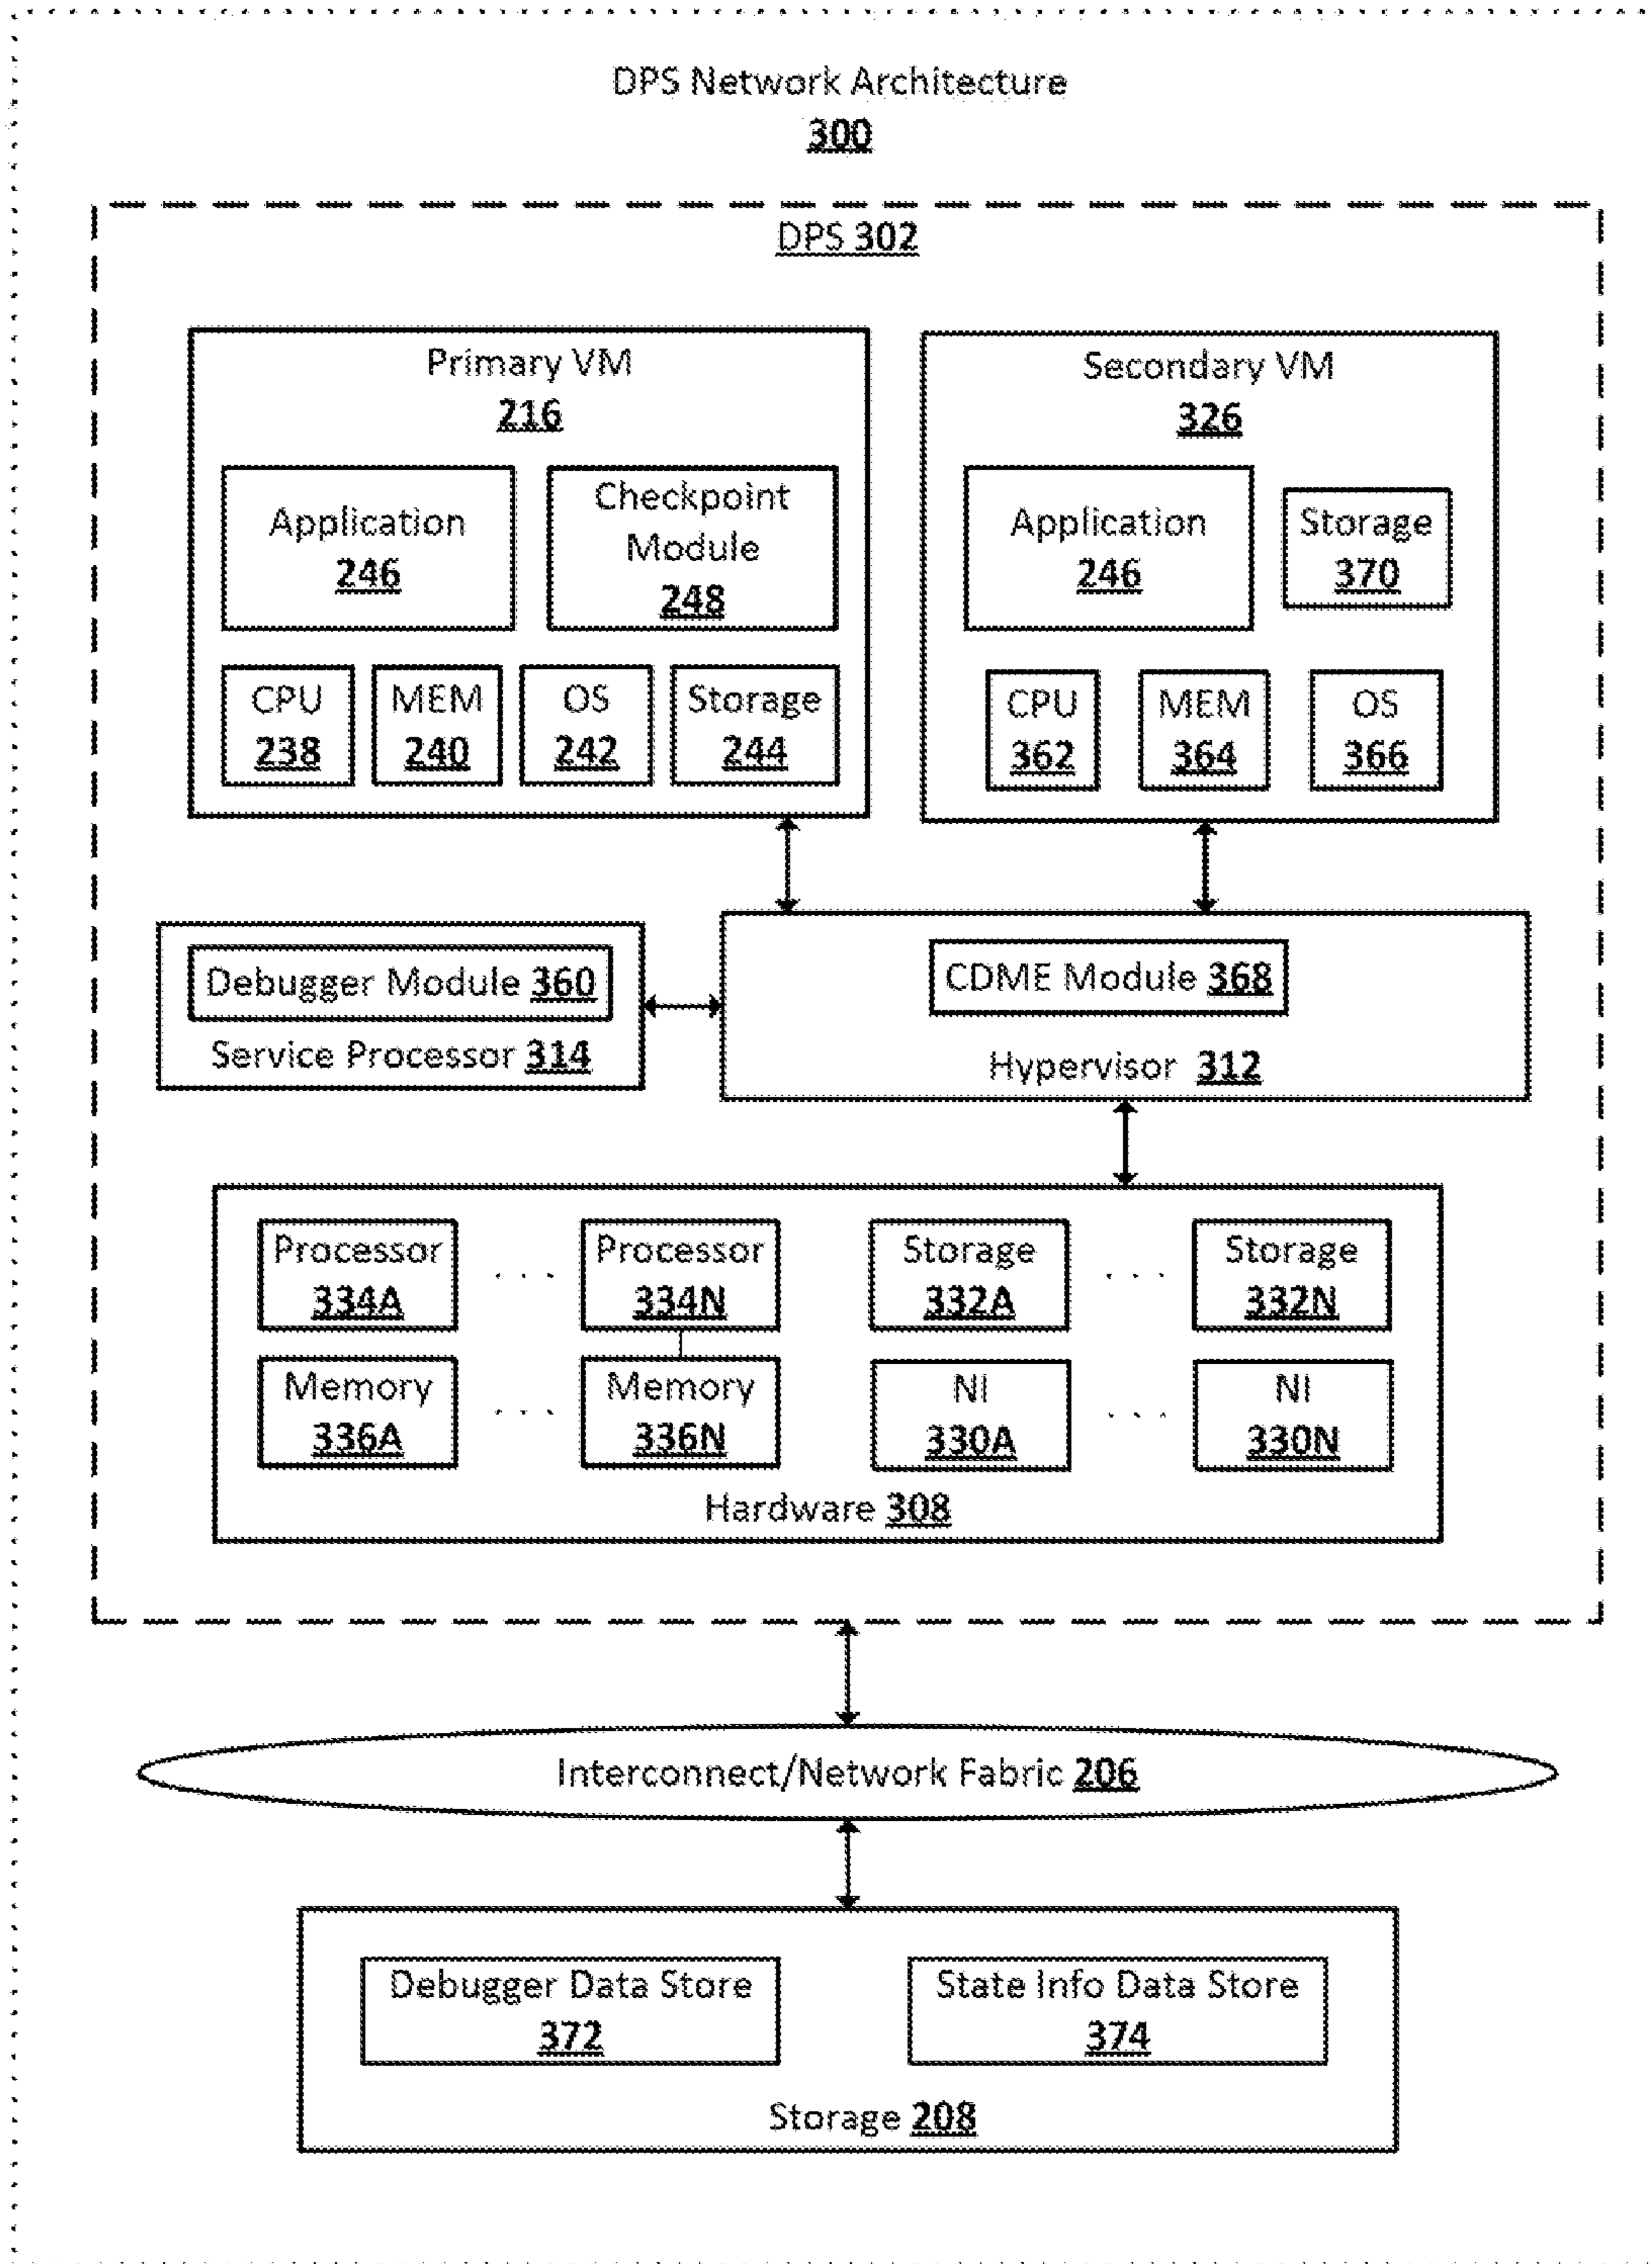 DPS Network Architecture
300
DPS 302
Primary VM
216
Application
246
Checkpoint
Module
248
CPU
238
MEM
240
OS
242
Storage
244
Secondary VM
326
Application
246
Storage
370
CPU
362
MEM
364
OS
366
Debugger Module 360
Service Processor 314
CDME Module 368
Hypervisor 312
Processor
334A
. . .
Processor
334N
Storage
332A
. . .
Storage
332N
Memory
336A
. . .
Memory
336N
NI
330A
. . .
NI
330N
Hardware 308
Interconnect/Network Fabric 206
Debugger Data Store
372
State Info Data Store
374
Storage 208